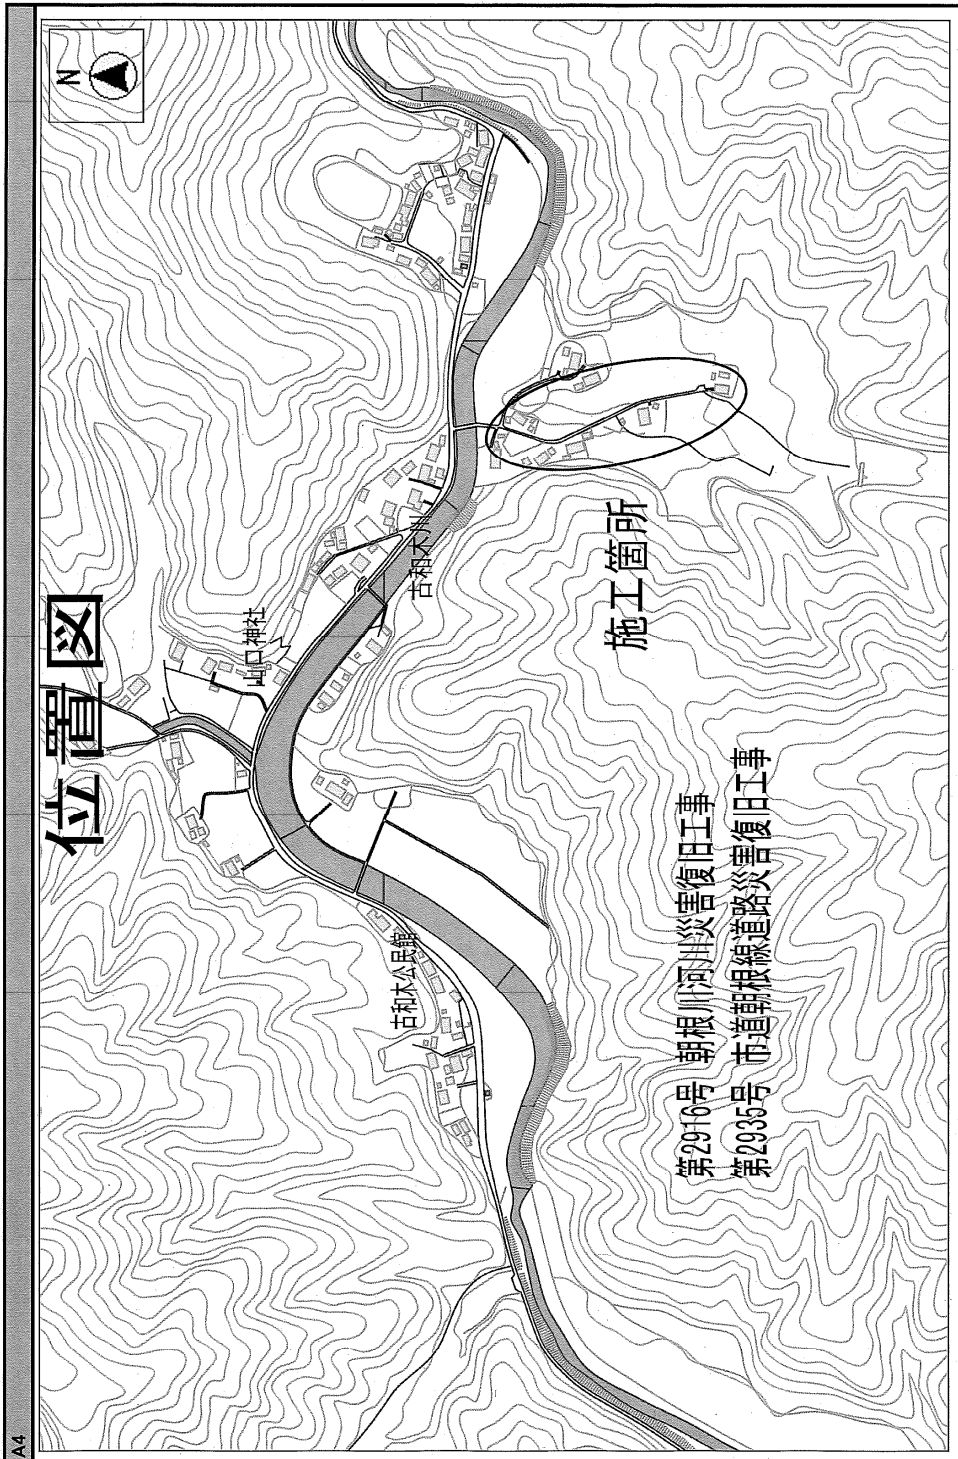 位置図
N
山口神社
古和木川
古和木公民館
施工箇所
第2916号 朝根川河川災害復旧工事
第2935号 市道朝根線道路災害復旧工事
A4